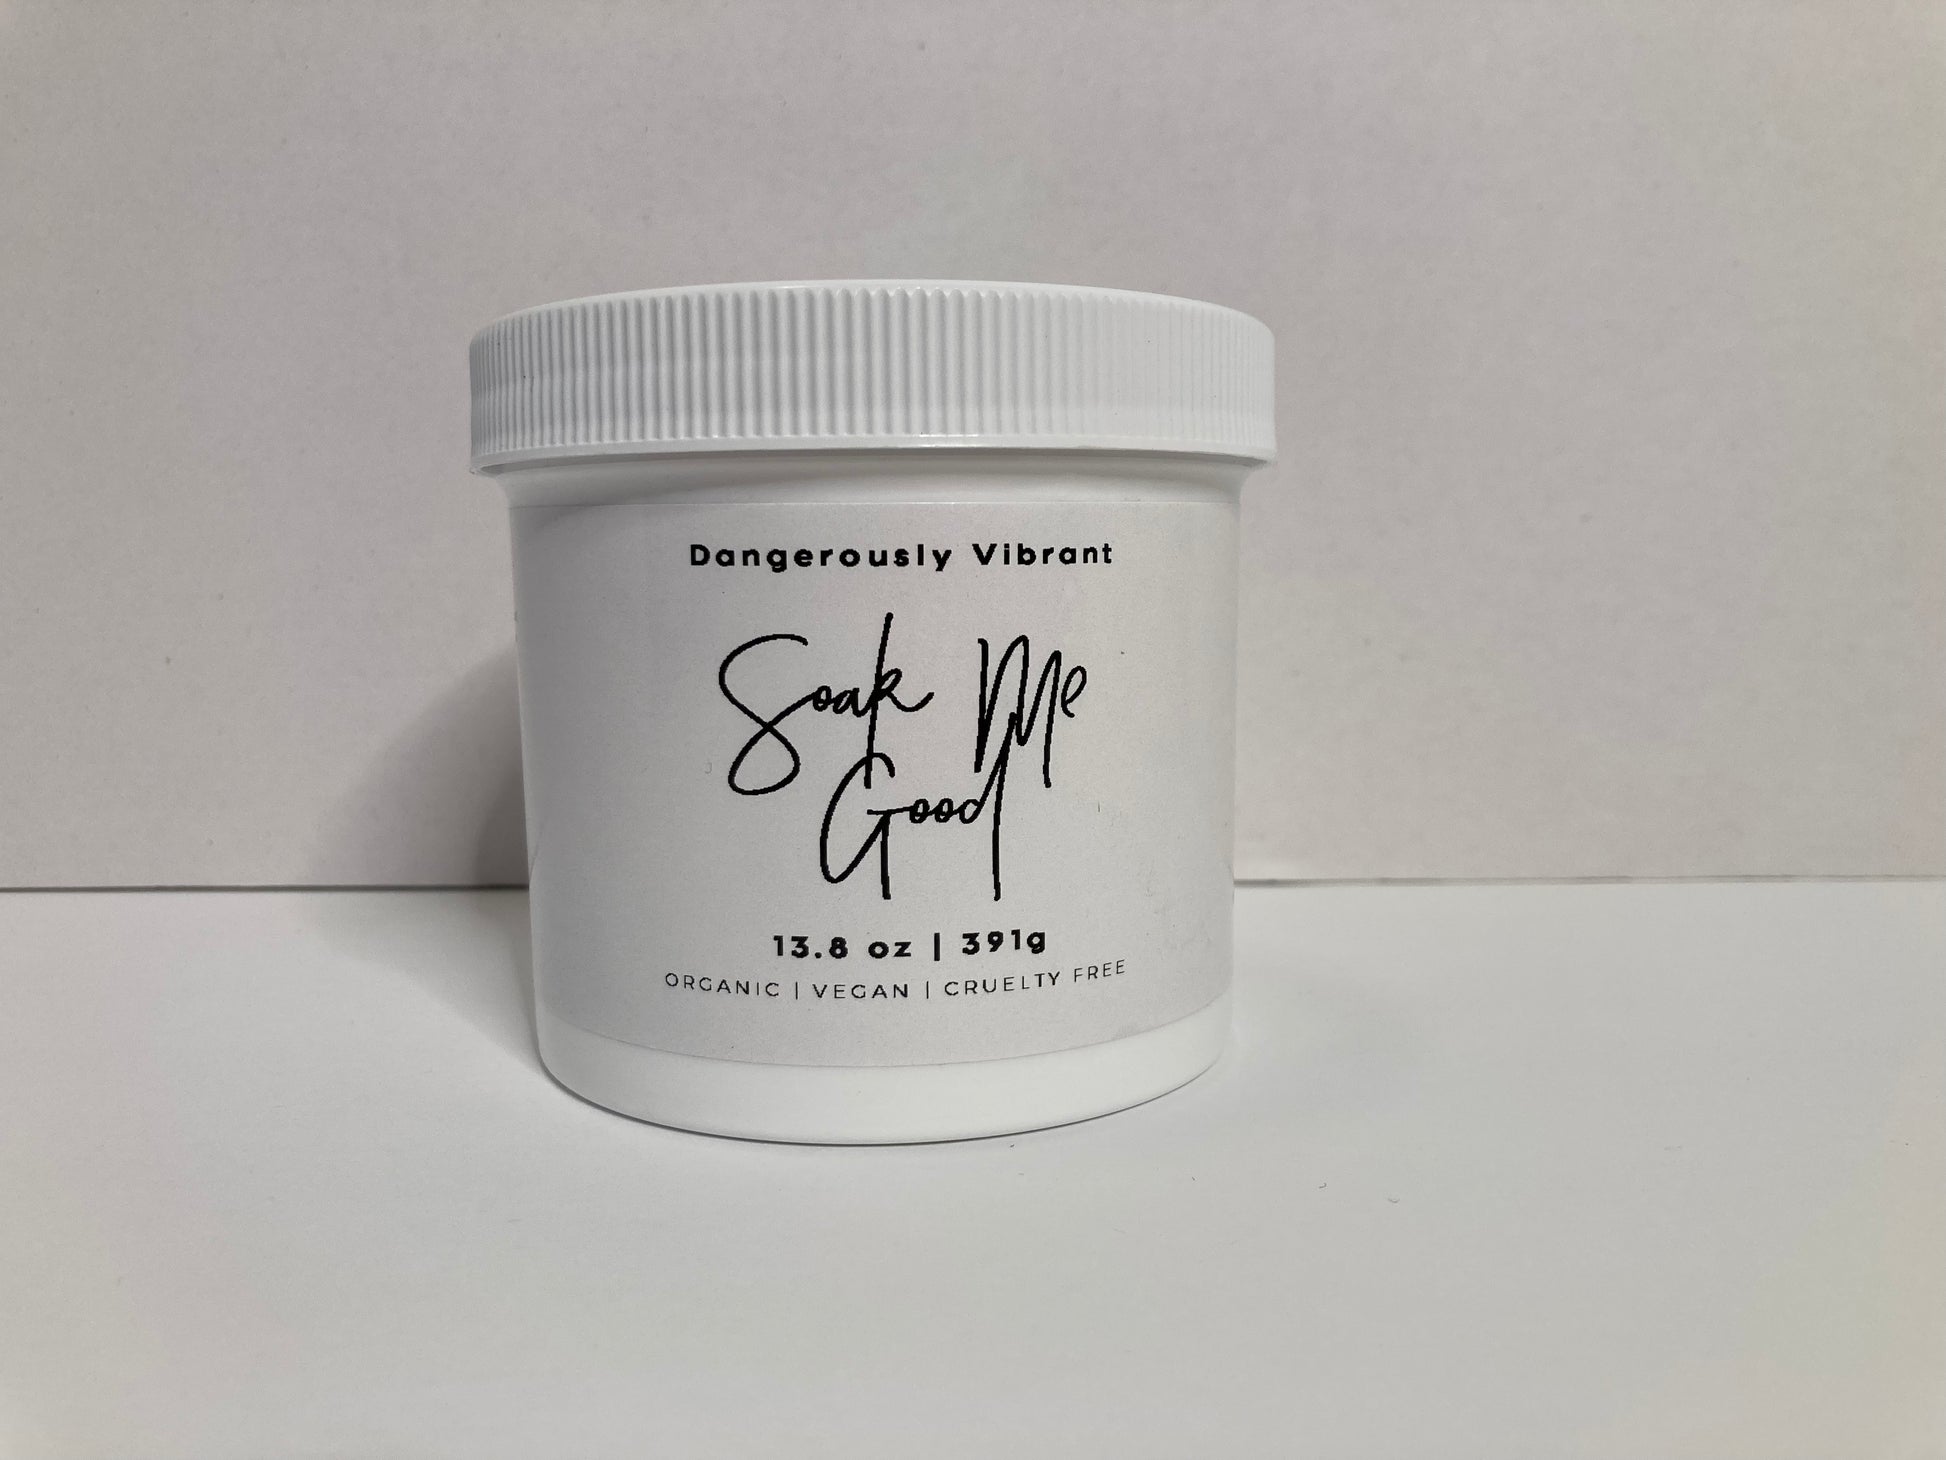 Dangerously Vibrant
Soak Me
Good
13.8 oz | 391g
ORGANIC | VEGAN | CRUELTY FREE